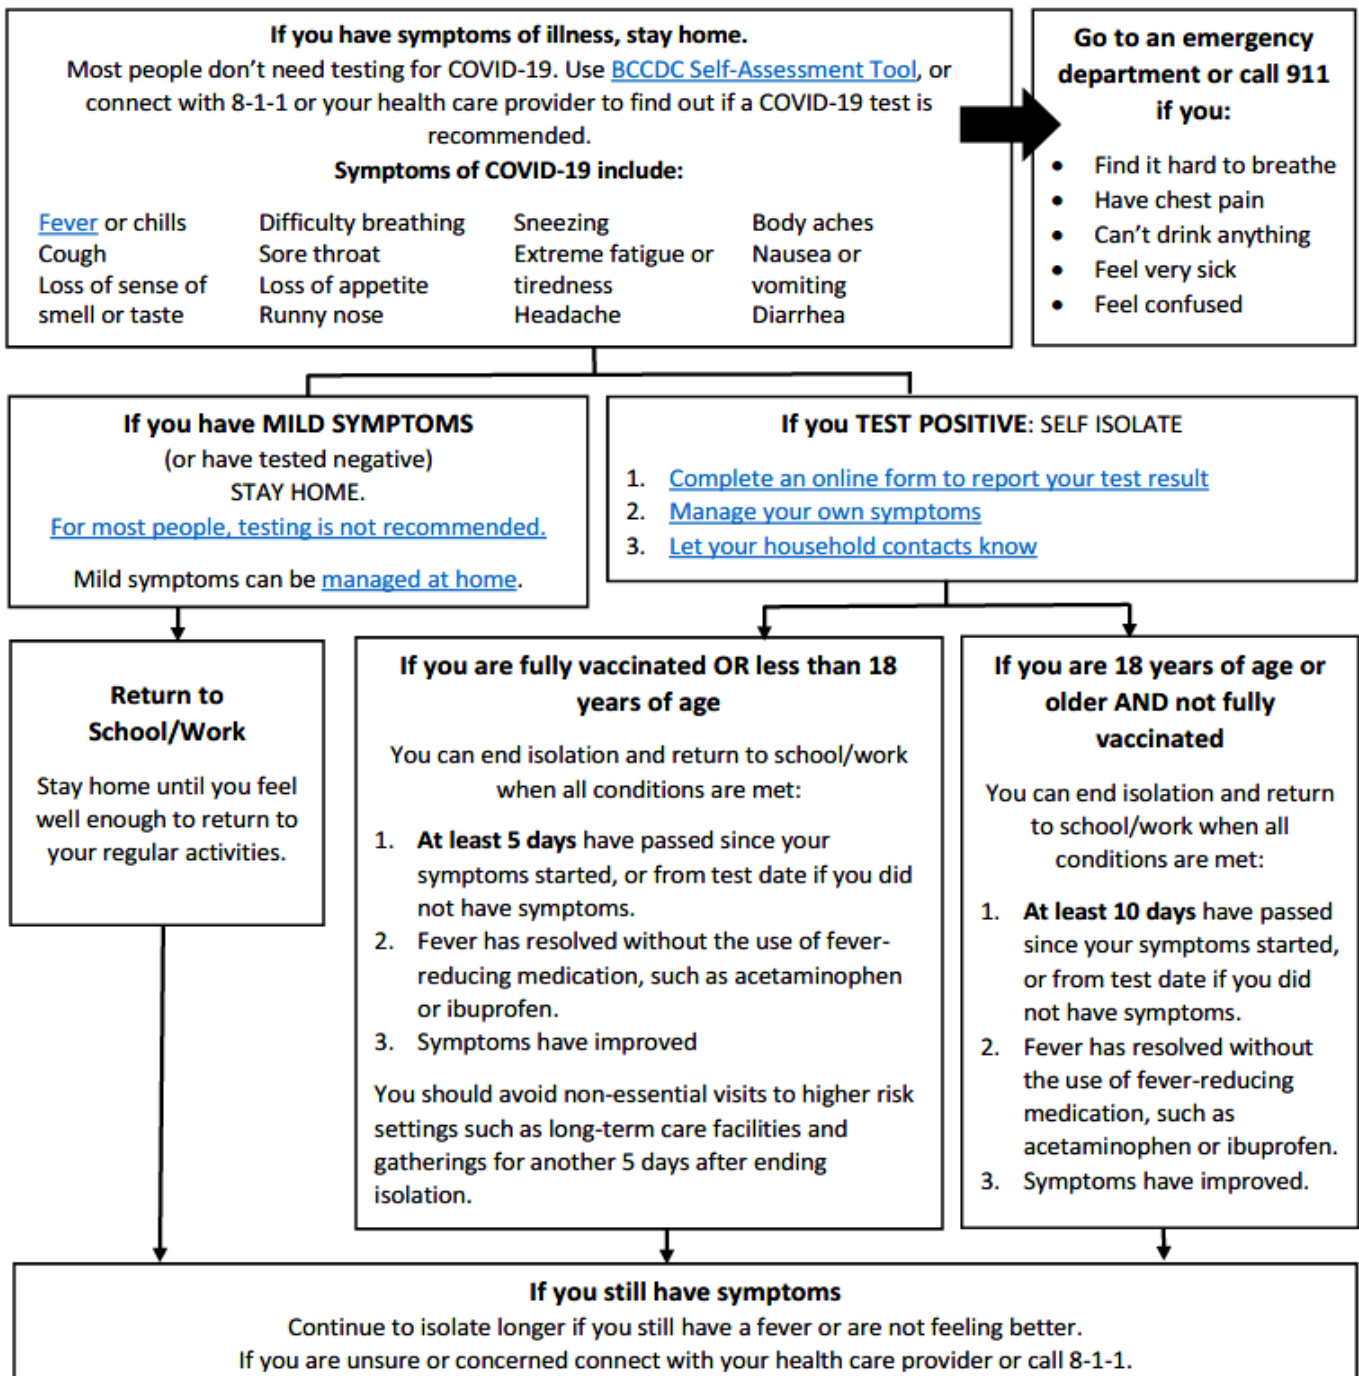 If you have symptoms of illness, stay home.
Most people don't need testing for COVID-19. Use BCCDC Self-Assessment Tool, or
connect with 8-1-1 or your health care provider to find out if a COVID-19 test is
recommended.
Symptoms of COVID-19 include:
Fever or chills
Cough
Loss of sense of
smell or taste
Difficulty breathing
Sore throat
Loss of appetite
Runny nose
Sneezing
Extreme fatigue or
tiredness
Headache
Body aches
Nausea or
vomiting
Diarrhea
Go to an emergency
department or call 911
if you:
• Find it hard to breathe
• Have chest pain
• Can't drink anything
• Feel very sick
• Feel confused
If you have MILD SYMPTOMS
(or have tested negative)
STAY HOME.
For most people, testing is not recommended.
Mild symptoms can be managed at home.
If you TEST POSITIVE: SELF ISOLATE
1. Complete an online form to report your test result
2. Manage your own symptoms
3. Let your household contacts know
Return to
School/Work
Stay home until you feel
well enough to return to
your regular activities.
If you are fully vaccinated OR less than 18
years of age
You can end isolation and return to school/work
when all conditions are met:
1. At least 5 days have passed since your
symptoms started, or from test date if you did
not have symptoms.
2. Fever has resolved without the use of fever-
reducing medication, such as acetaminophen
or ibuprofen.
3. Symptoms have improved
You should avoid non-essential visits to higher risk
settings such as long-term care facilities and
gatherings for another 5 days after ending
isolation.
If you are 18 years of age or
older AND not fully
vaccinated
You can end isolation and return
to school/work when all
conditions are met:
1. At least 10 days have passed
since your symptoms started,
or from test date if you did
not have symptoms.
2. Fever has resolved without
the use of fever-reducing
medication, such as
acetaminophen or ibuprofen.
3. Symptoms have improved.
If you still have symptoms
Continue to isolate longer if you still have a fever or are not feeling better.
If you are unsure or concerned connect with your health care provider or call 8-1-1.